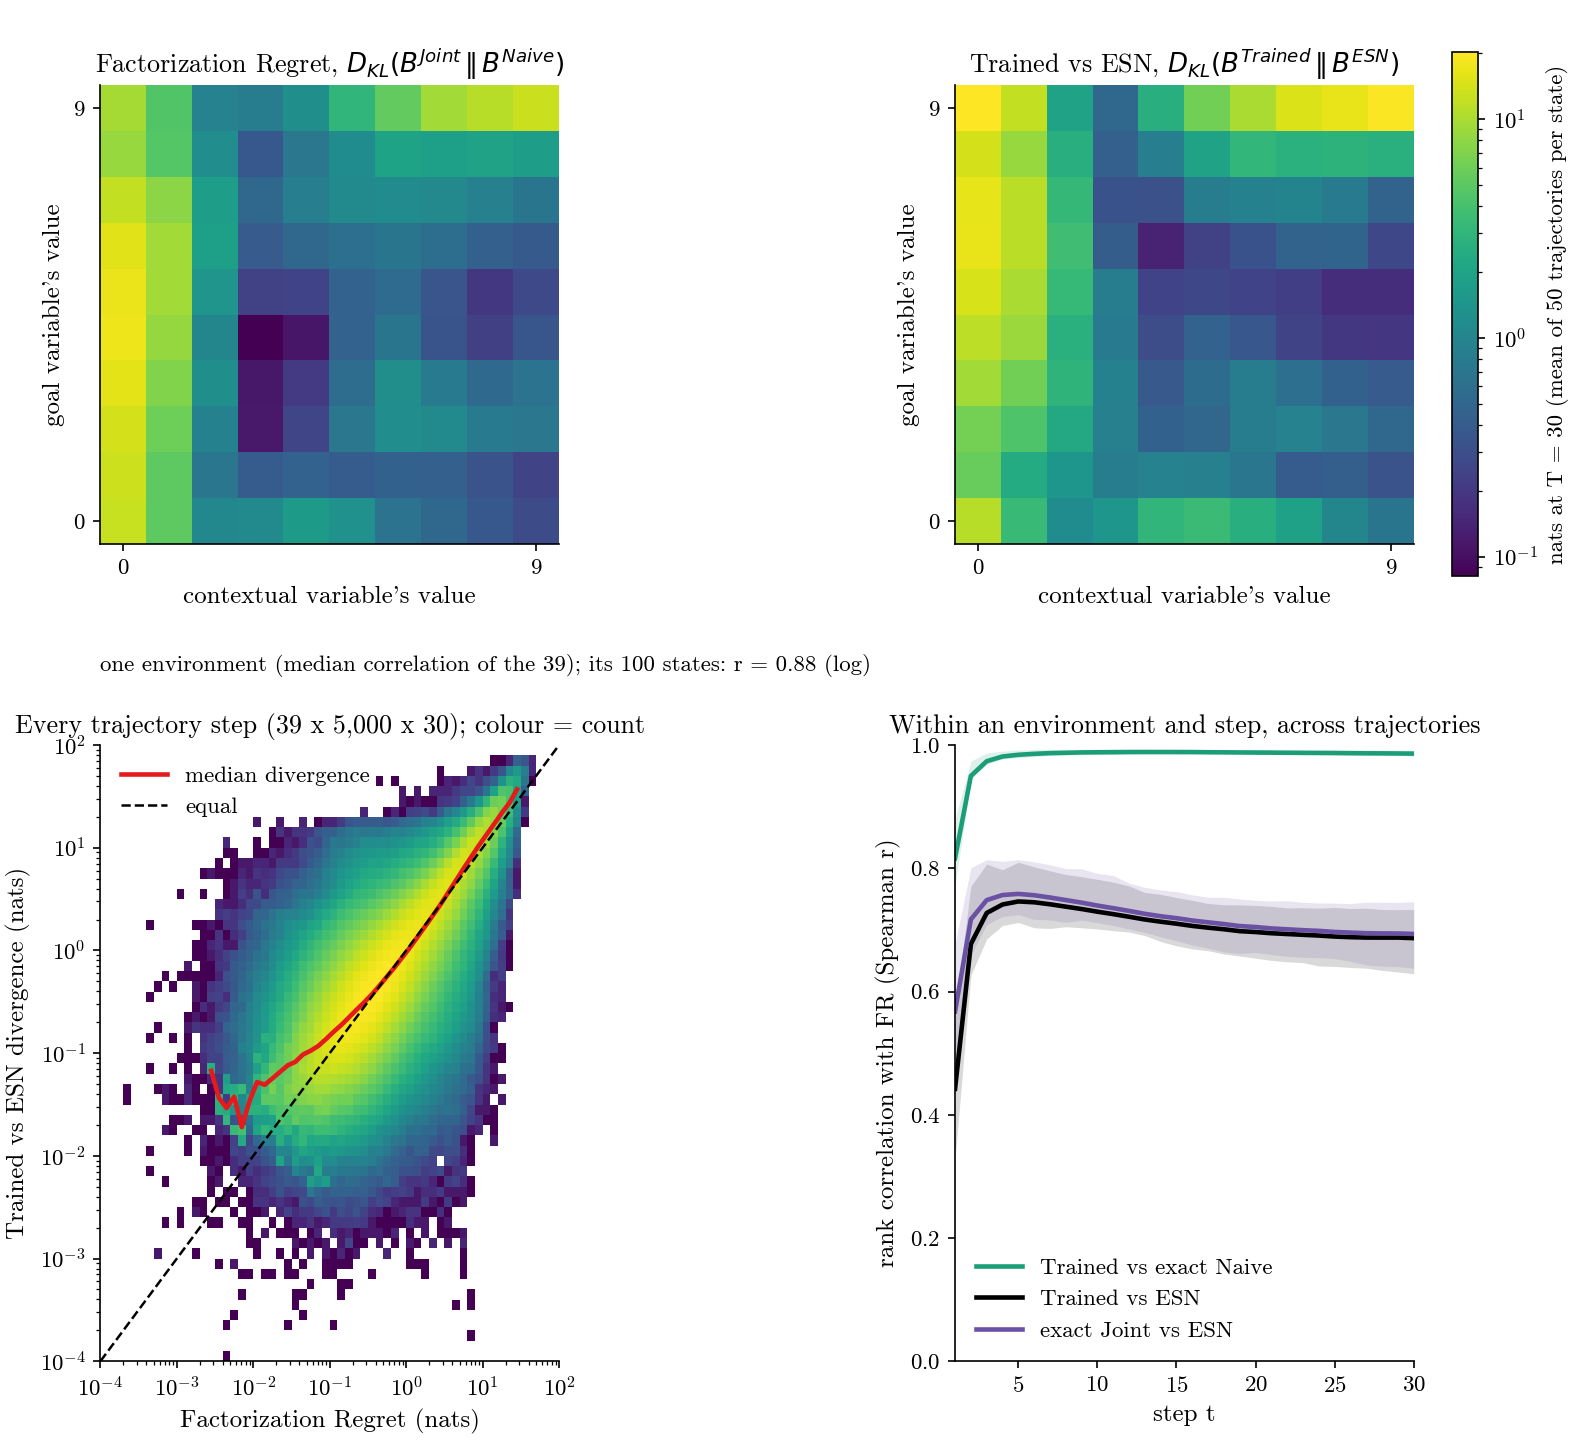 Factorization Regret, D_{KL}(B^{Joint} ∥ B^{Naive})
9
0
0
9
goal variable's value
contextual variable's value
Trained vs ESN, D_{KL}(B^{Trained} ∥ B^{ESN})
9
0
0
9
goal variable's value
contextual variable's value
10^1
10^0
10^{-1}
nats at T = 30 (mean of 50 trajectories per state)
one environment (median correlation of the 39); its 100 states: r = 0.88 (log)
Every trajectory step (39 x 5,000 x 30); colour = count
median divergence
equal
10^2
10^1
10^0
10^{-1}
10^{-2}
10^{-3}
10^{-4}
10^{-4}
10^{-3}
10^{-2}
10^{-1}
10^0
10^1
10^2
Trained vs ESN divergence (nats)
Factorization Regret (nats)
Within an environment and step, across trajectories
1.0
0.8
0.6
0.4
0.2
0.0
Trained vs exact Naive
Trained vs ESN
exact Joint vs ESN
5
10
15
20
25
30
rank correlation with FR (Spearman r)
step t